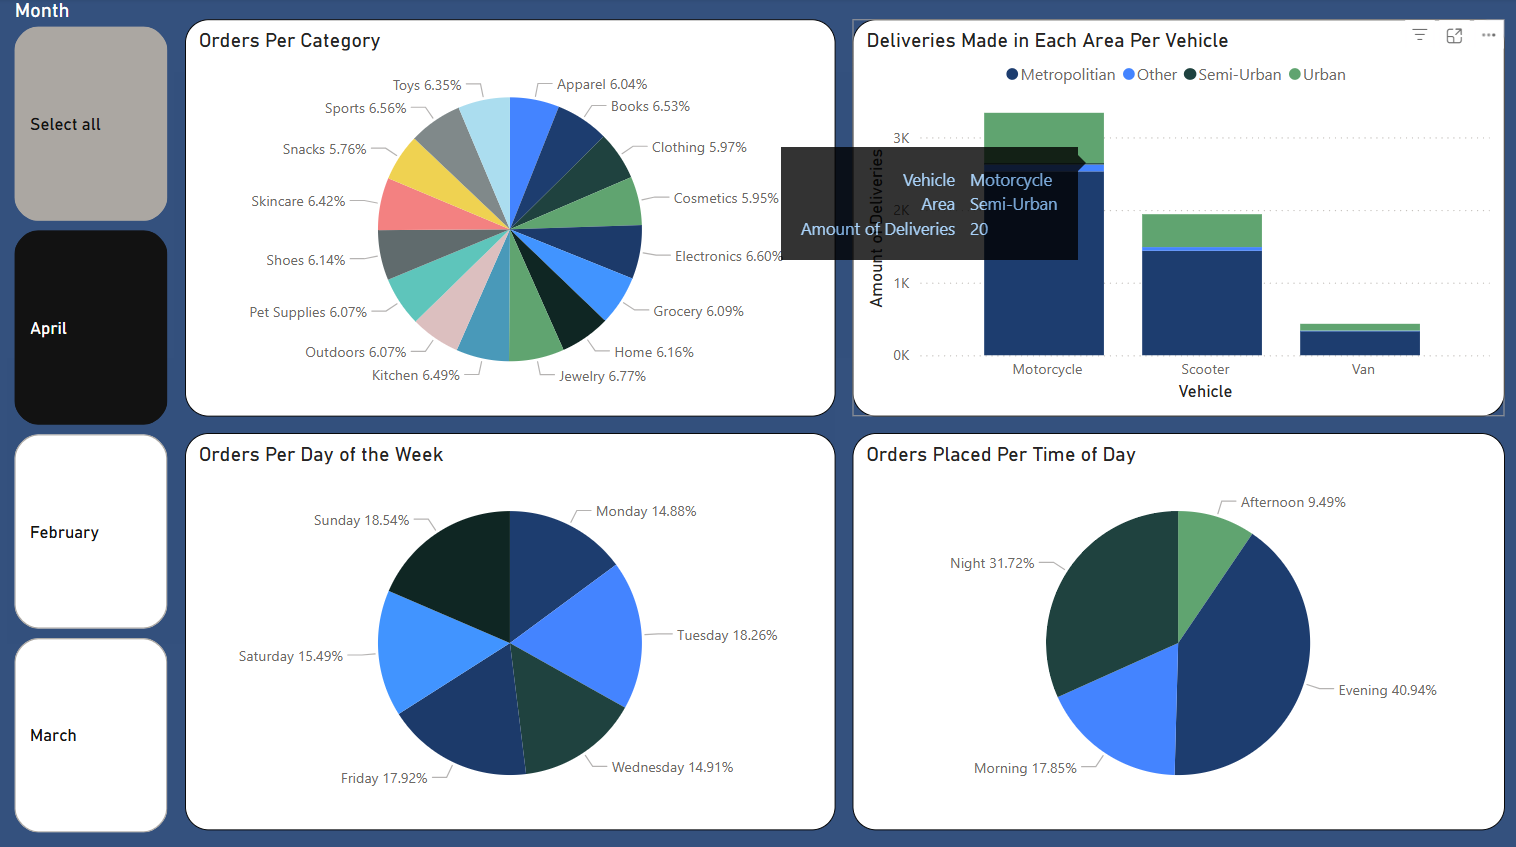 Month
Select all
April
February
March
Orders Per Category
Toys 6.35%
Apparel 6.04%
Sports 6.56%
Books 6.53%
Snacks 5.76%
Clothing 5.97%
Skincare 6.42%
Cosmetics 5.95%
Shoes 6.14%
Electronics 6.60%
Pet Supplies 6.07%
Grocery 6.09%
Outdoors 6.07%
Home 6.16%
Kitchen 6.49%
Jewelry 6.77%
Deliveries Made in Each Area Per Vehicle
Metropolitian Other Semi-Urban Urban
Amount of Deliveries
3K
2K
1K
0K
Vehicle Motorcycle
Area Semi-Urban
Amount of Deliveries 20
Motorcycle Scooter Van
Vehicle
Orders Per Day of the Week
Sunday 18.54%
Monday 14.88%
Tuesday 18.26%
Saturday 15.49%
Wednesday 14.91%
Friday 17.92%
Orders Placed Per Time of Day
Afternoon 9.49%
Night 31.72%
Evening 40.94%
Morning 17.85%